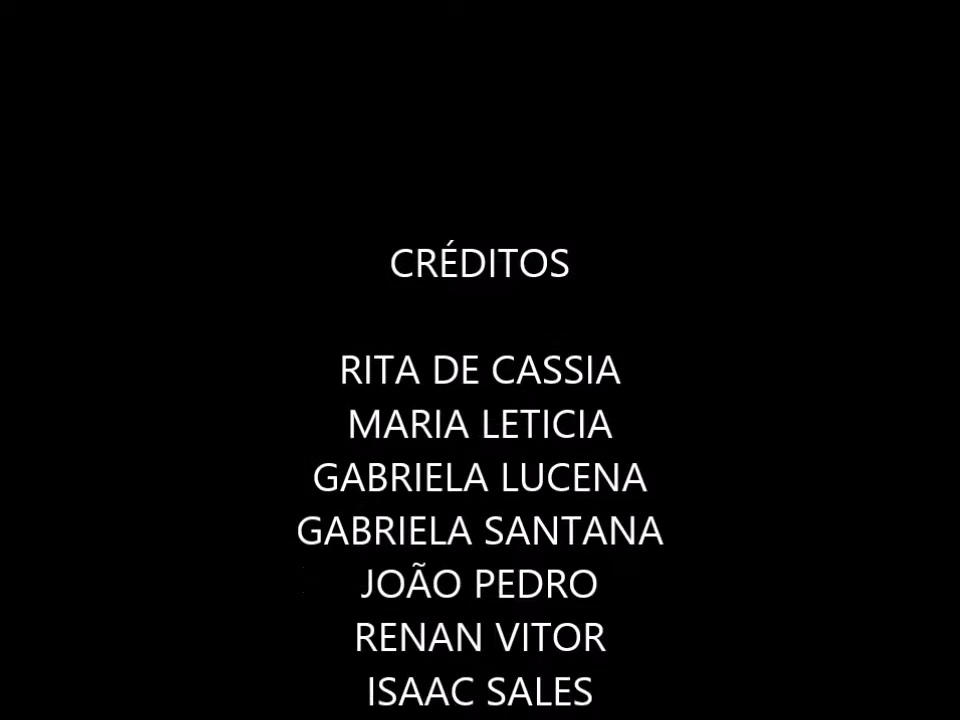 CRÉDITOS
RITA DE CASSIA
MARIA LETICIA
GABRIELA LUCENA
GABRIELA SANTANA
JOÃO PEDRO
RENAN VITOR
ISAAC SALES